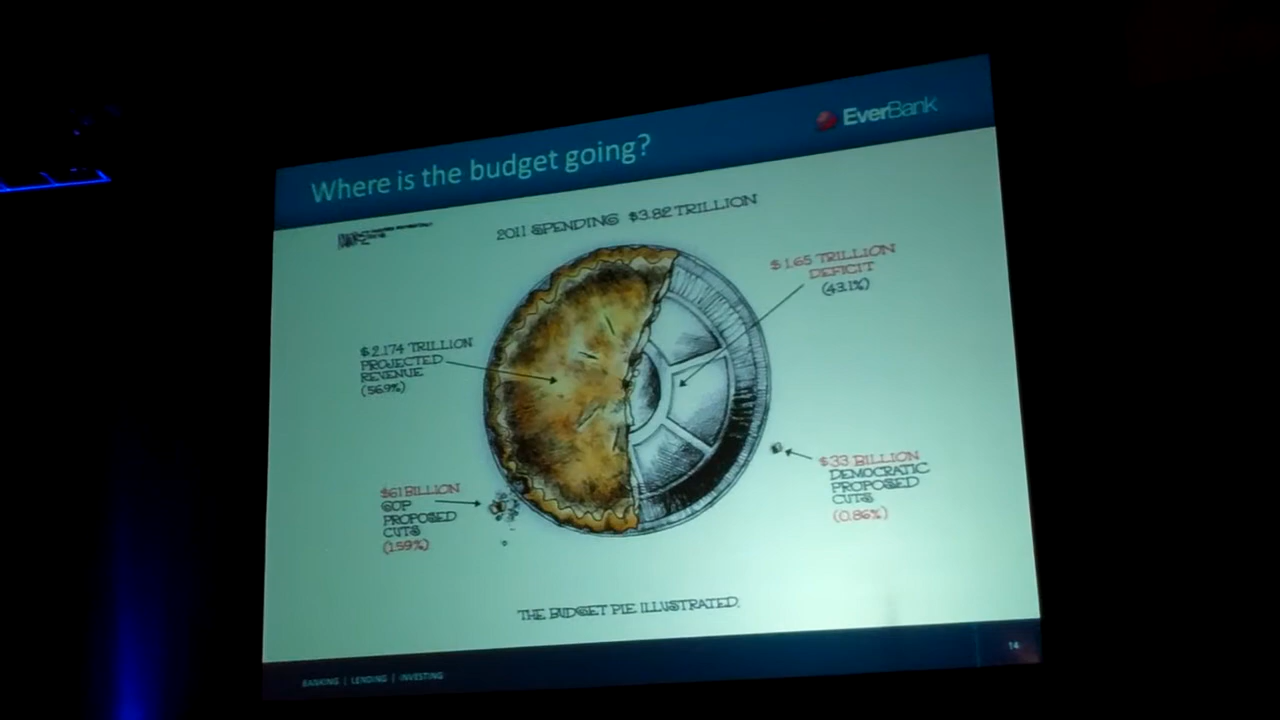 EverBank
Where is the budget going?
2011 SPENDING $3.82 TRILLION
$1.65 TRILLION
DEFICIT
(43.1%)
$2.174 TRILLION
PROJECTED
REVENUE
(56.9%)
$33 BILLION
DEMOCRATIC
PROPOSED
CUTS
(0.86%)
$61 BILLION
GOP
PROPOSED
CUTS
(1.59%)
THE BUDGET PIE ILLUSTRATED.
BANKING | LENDING | INVESTING
14